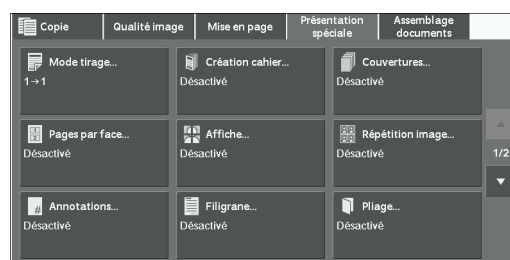 Copie
Qualité image
Mise en page
Présentation
spéciale
Assemblage
documents
Mode tirage...
1→1
Création cahier...
Désactivé
Couvertures...
Désactivé
Pages par face...
Désactivé
Affiche...
Désactivé
Répétition image...
Désactivé
1/2
# Annotations...
Désactivé
Filigrane...
Désactivé
Pliage...
Désactivé